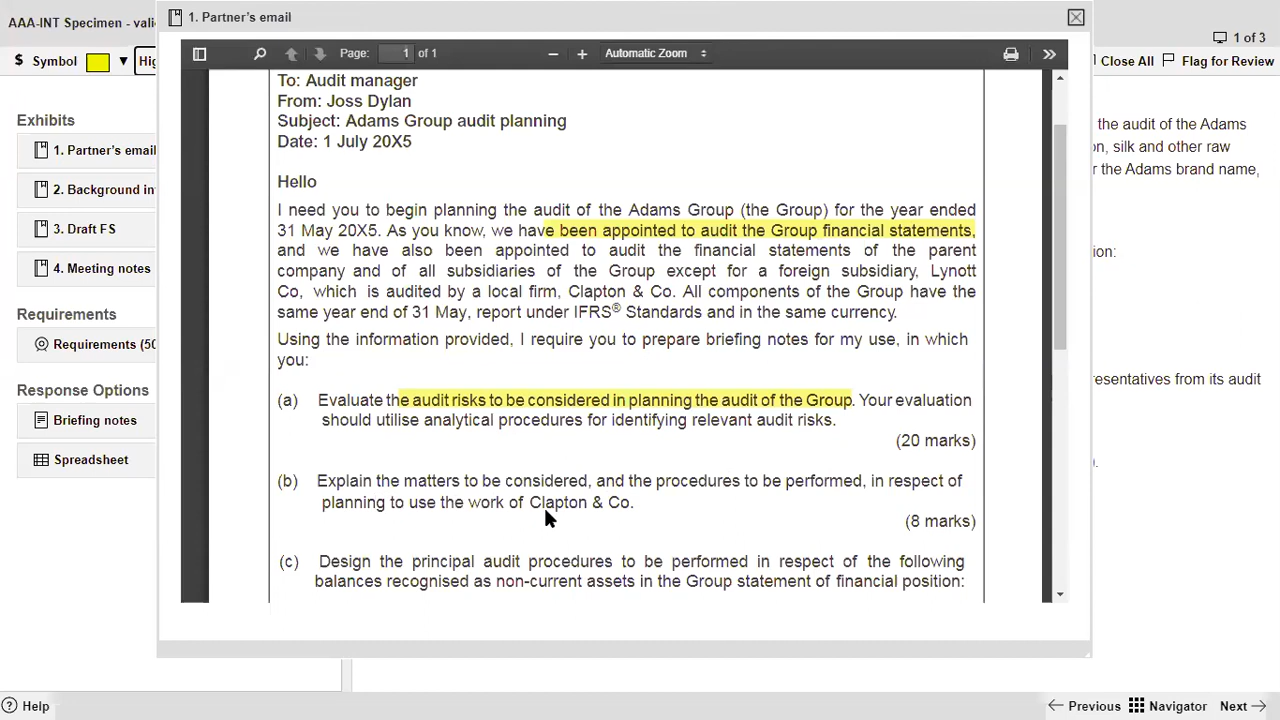 AAA-INT Specimen - valid
1. Partner's email
1 of 3
Symbol
Hig
Page: 1 of 1
Automatic Zoom
Close All
Flag for Review
Exhibits
1. Partner's email
2. Background in
3. Draft FS
4. Meeting notes
Requirements
Requirements (50
Response Options
Briefing notes
Spreadsheet
To: Audit manager
From: Joss Dylan
Subject: Adams Group audit planning
Date: 1 July 20X5
Hello
I need you to begin planning the audit of the Adams Group (the Group) for the year ended
31 May 20X5. As you know, we have been appointed to audit the Group financial statements,
and we have also been appointed to audit the financial statements of the parent
company and of all subsidiaries of the Group except for a foreign subsidiary, Lynott
Co, which is audited by a local firm, Clapton & Co. All components of the Group have the
same year end of 31 May, report under IFRS® Standards and in the same currency.
Using the information provided, I require you to prepare briefing notes for my use, in which
you:
(a) Evaluate the audit risks to be considered in planning the audit of the Group. Your evaluation
should utilise analytical procedures for identifying relevant audit risks.
(20 marks)
(b) Explain the matters to be considered, and the procedures to be performed, in respect of
planning to use the work of Clapton & Co.
(8 marks)
(c) Design the principal audit procedures to be performed in respect of the following
balances recognised as non-current assets in the Group statement of financial position:
the audit of the Adams
on, silk and other raw
r the Adams brand name,
ion:
resentatives from its audit
Help
Previous
Navigator
Next